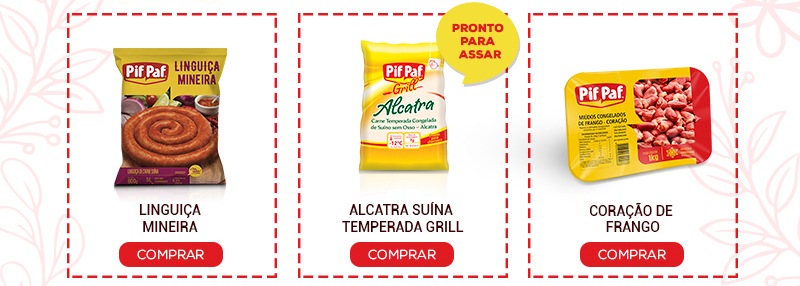 Pif Paf
LINGUIÇA
MINEIRA
LINGUIÇA
MINEIRA
COMPRAR
PRONTO
PARA
ASSAR
Pif Paf
Grill
Alcatra
Carne Temperada Congelada
de Suíno sem Osso - Alcatra
-12°C
ALCATRA SUÍNA
TEMPERADA GRILL
COMPRAR
Pif Paf
MIÚDOS CONGELADOS
DE FRANGO - CORAÇÃO
1kg
CORAÇÃO DE
FRANGO
COMPRAR